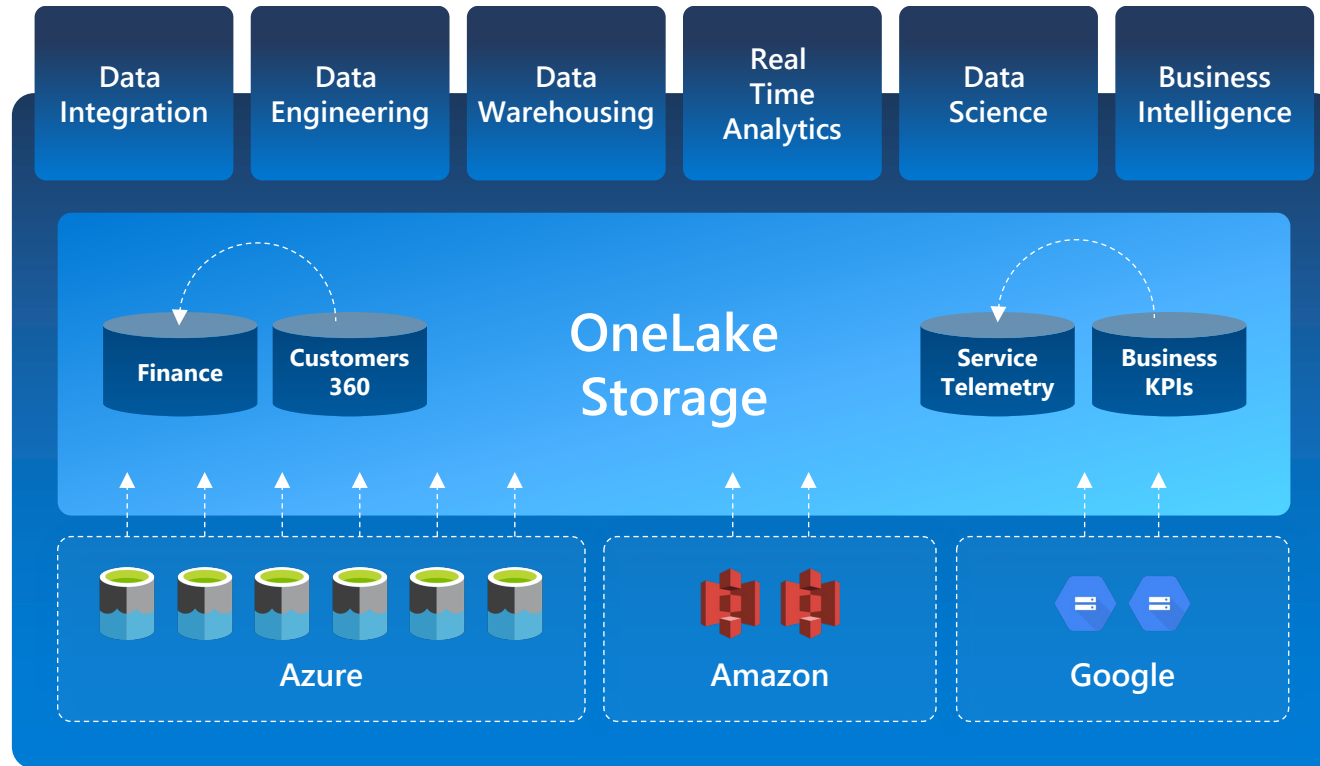 Data
Integration
Data
Engineering
Data
Warehousing
Real
Time
Analytics
Data
Science
Business
Intelligence
OneLake
Storage
Finance
Customers
360
Service
Telemetry
Business
KPIs
Azure
Amazon
Google